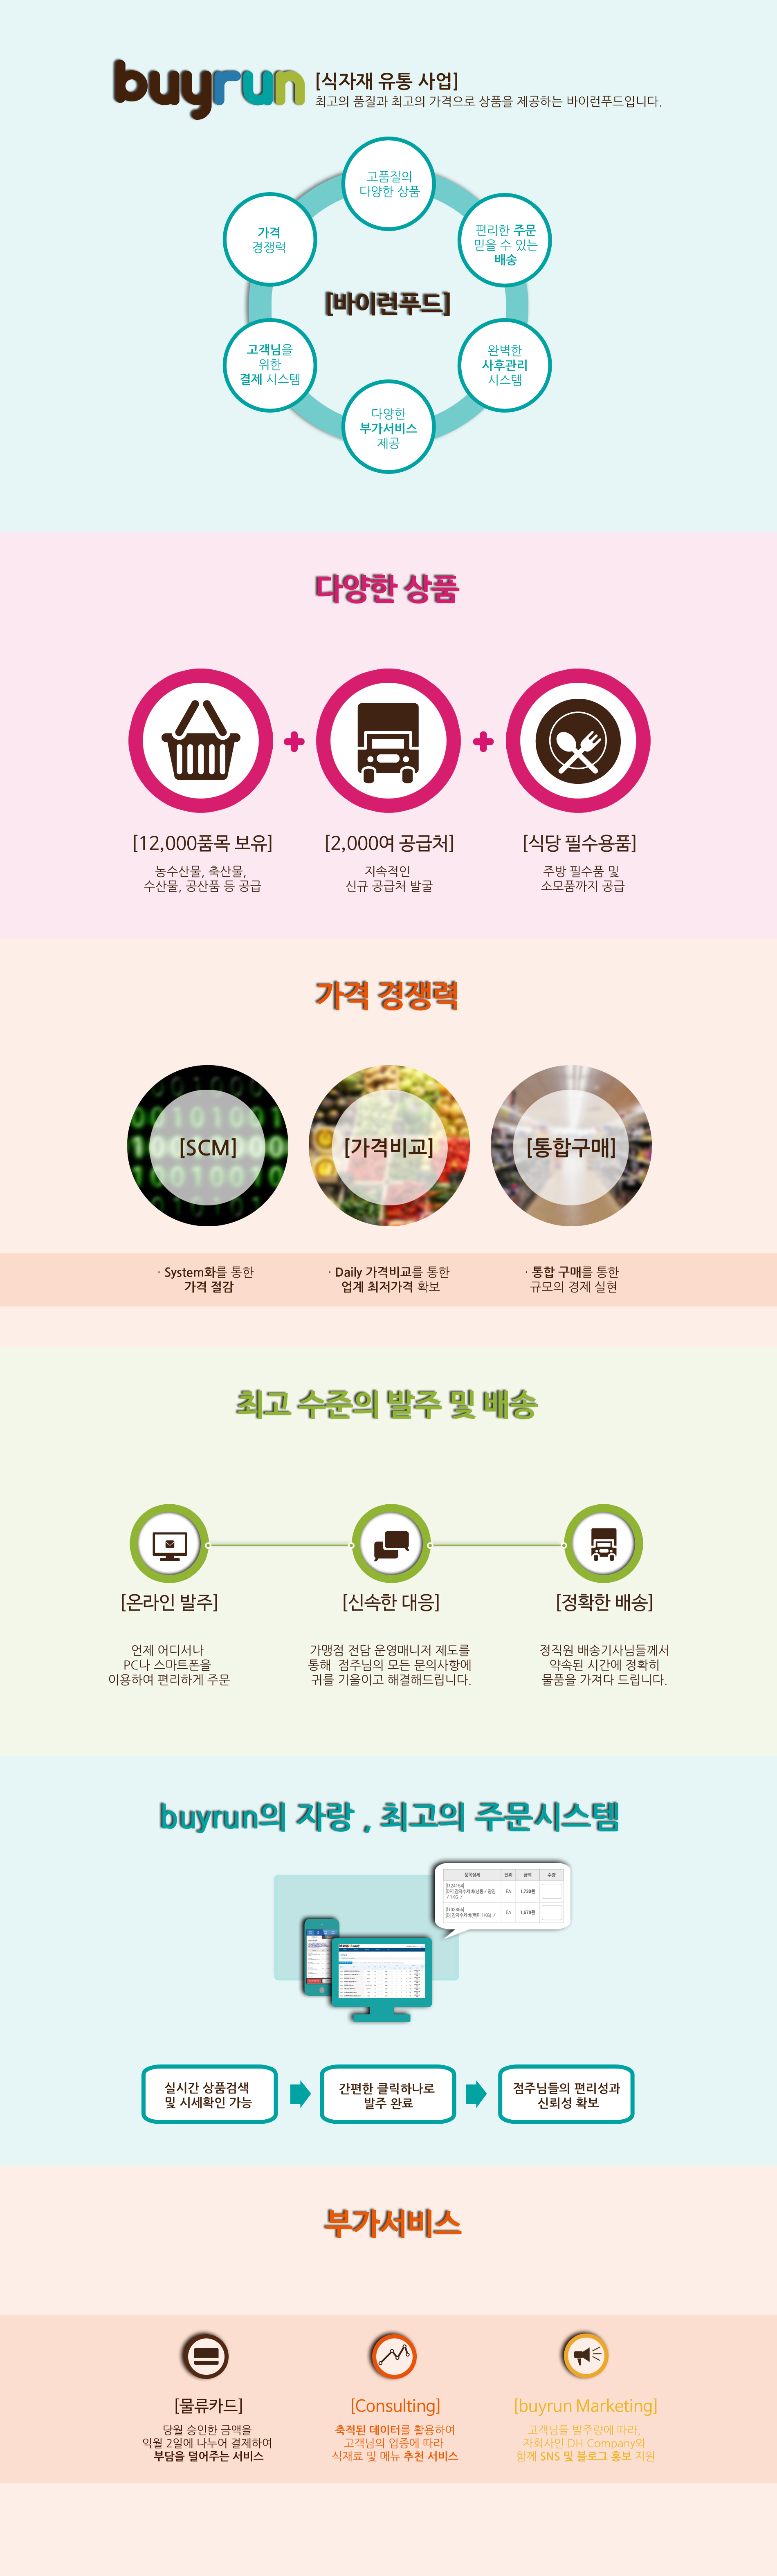 buyrun
[식자재 유통 사업]
최고의 품질과 최고의 가격으로 상품을 제공하는 바이런푸드입니다.
고품질의
다양한 상품
가격
경쟁력
편리한 주문
믿을 수 있는
배송
[바이런푸드]
고객님을
위한
결제 시스템
완벽한
사후관리
시스템
다양한
부가서비스
제공
다양한 상품
[12,000품목 보유]
농수산물, 축산물,
수산물, 공산품 등 공급
[2,000여 공급처]
지속적인
신규 공급처 발굴
[식당 필수용품]
주방 필수품 및
소모품까지 공급
가격 경쟁력
[SCM]
[가격비교]
[통합구매]
· System화를 통한
가격 절감
· Daily 가격비교를 통한
업계 최저가격 확보
· 통합 구매를 통한
규모의 경제 실현
최고 수준의 발주 및 배송
[온라인 발주]
언제 어디서나
PC나 스마트폰을
이용하여 편리하게 주문
[신속한 대응]
가맹점 전담 운영매니저 제도를
통해 점주님의 모든 문의사항에
귀를 기울이고 해결해드립니다.
[정확한 배송]
정직원 배송기사님들께서
약속된 시간에 정확히
물품을 가져다 드립니다.
buyrun의 자랑 , 최고의 주문시스템
품목상세 단위 금액 수량
EA 1,730원
EA 1,670원
실시간 상품검색
및 시세확인 가능
간편한 클릭하나로
발주 완료
점주님들의 편리성과
신뢰성 확보
부가서비스
[물류카드]
당월 승인한 금액을
익월 2일에 나누어 결제하여
부담을 덜어주는 서비스
[Consulting]
축적된 데이터를 활용하여
고객님의 업종에 따라
식재료 및 메뉴 추천 서비스
[buyrun Marketing]
고객님들 발주량에 따라,
자회사인 DH Company와
함께 SNS 및 블로그 홍보 지원